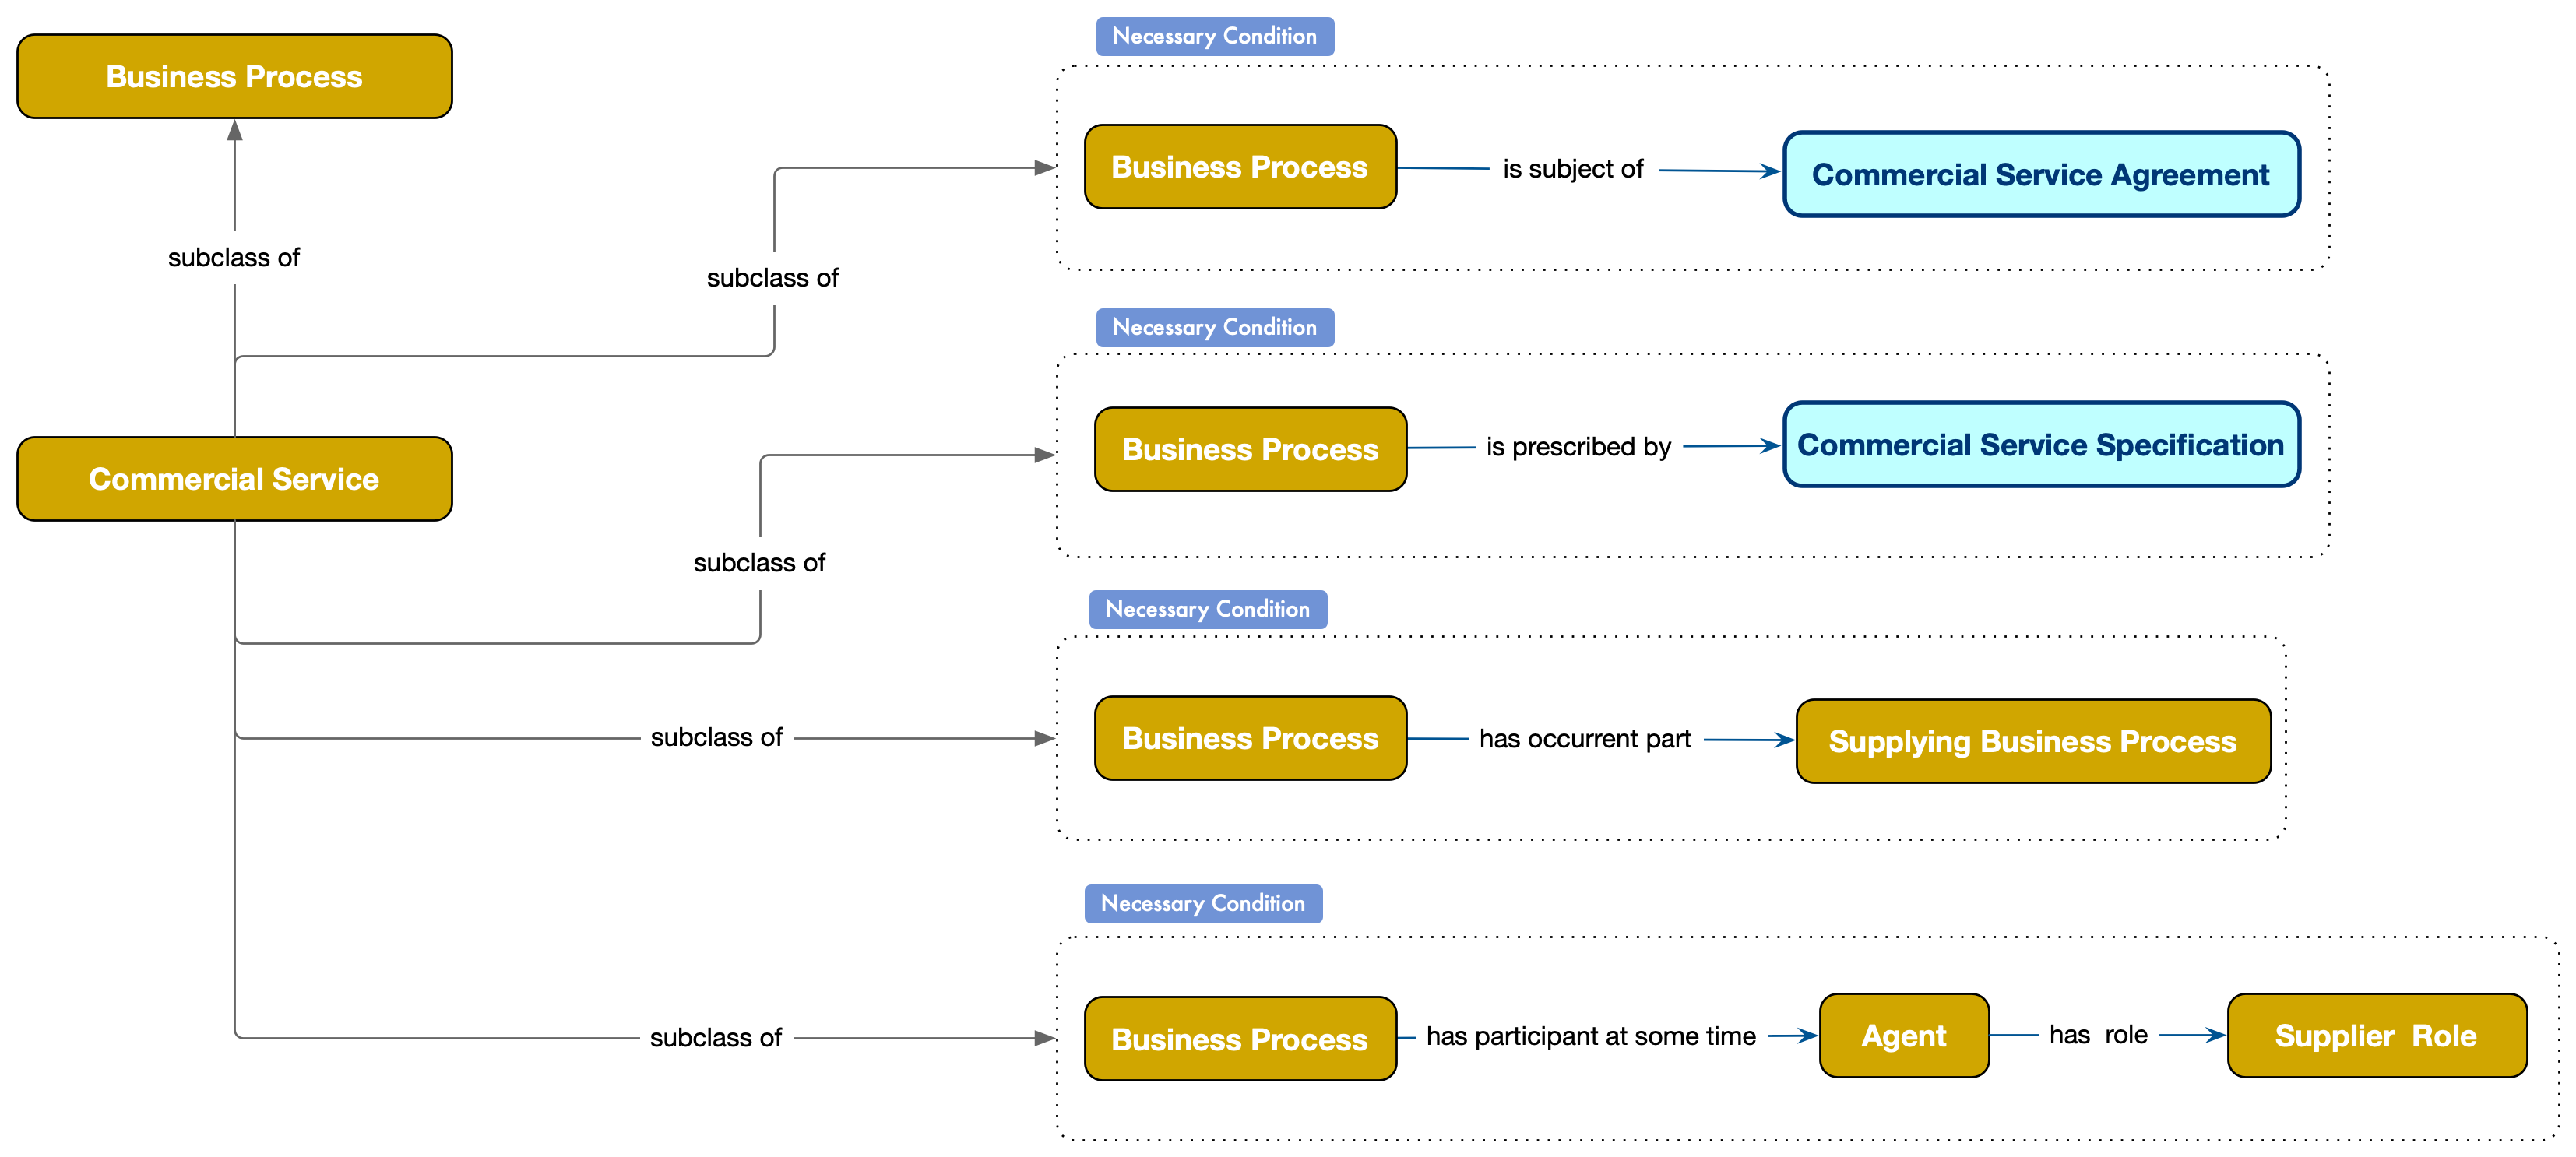 Necessary Condition
Business Process
Business Process
is subject of
Commercial Service Agreement
subclass of
subclass of
Necessary Condition
Commercial Service
Business Process
is prescribed by
Commercial Service Specification
subclass of
Necessary Condition
subclass of
Business Process
has occurrent part
Supplying Business Process
Necessary Condition
subclass of
Business Process
has participant at some time
Agent
has role
Supplier Role